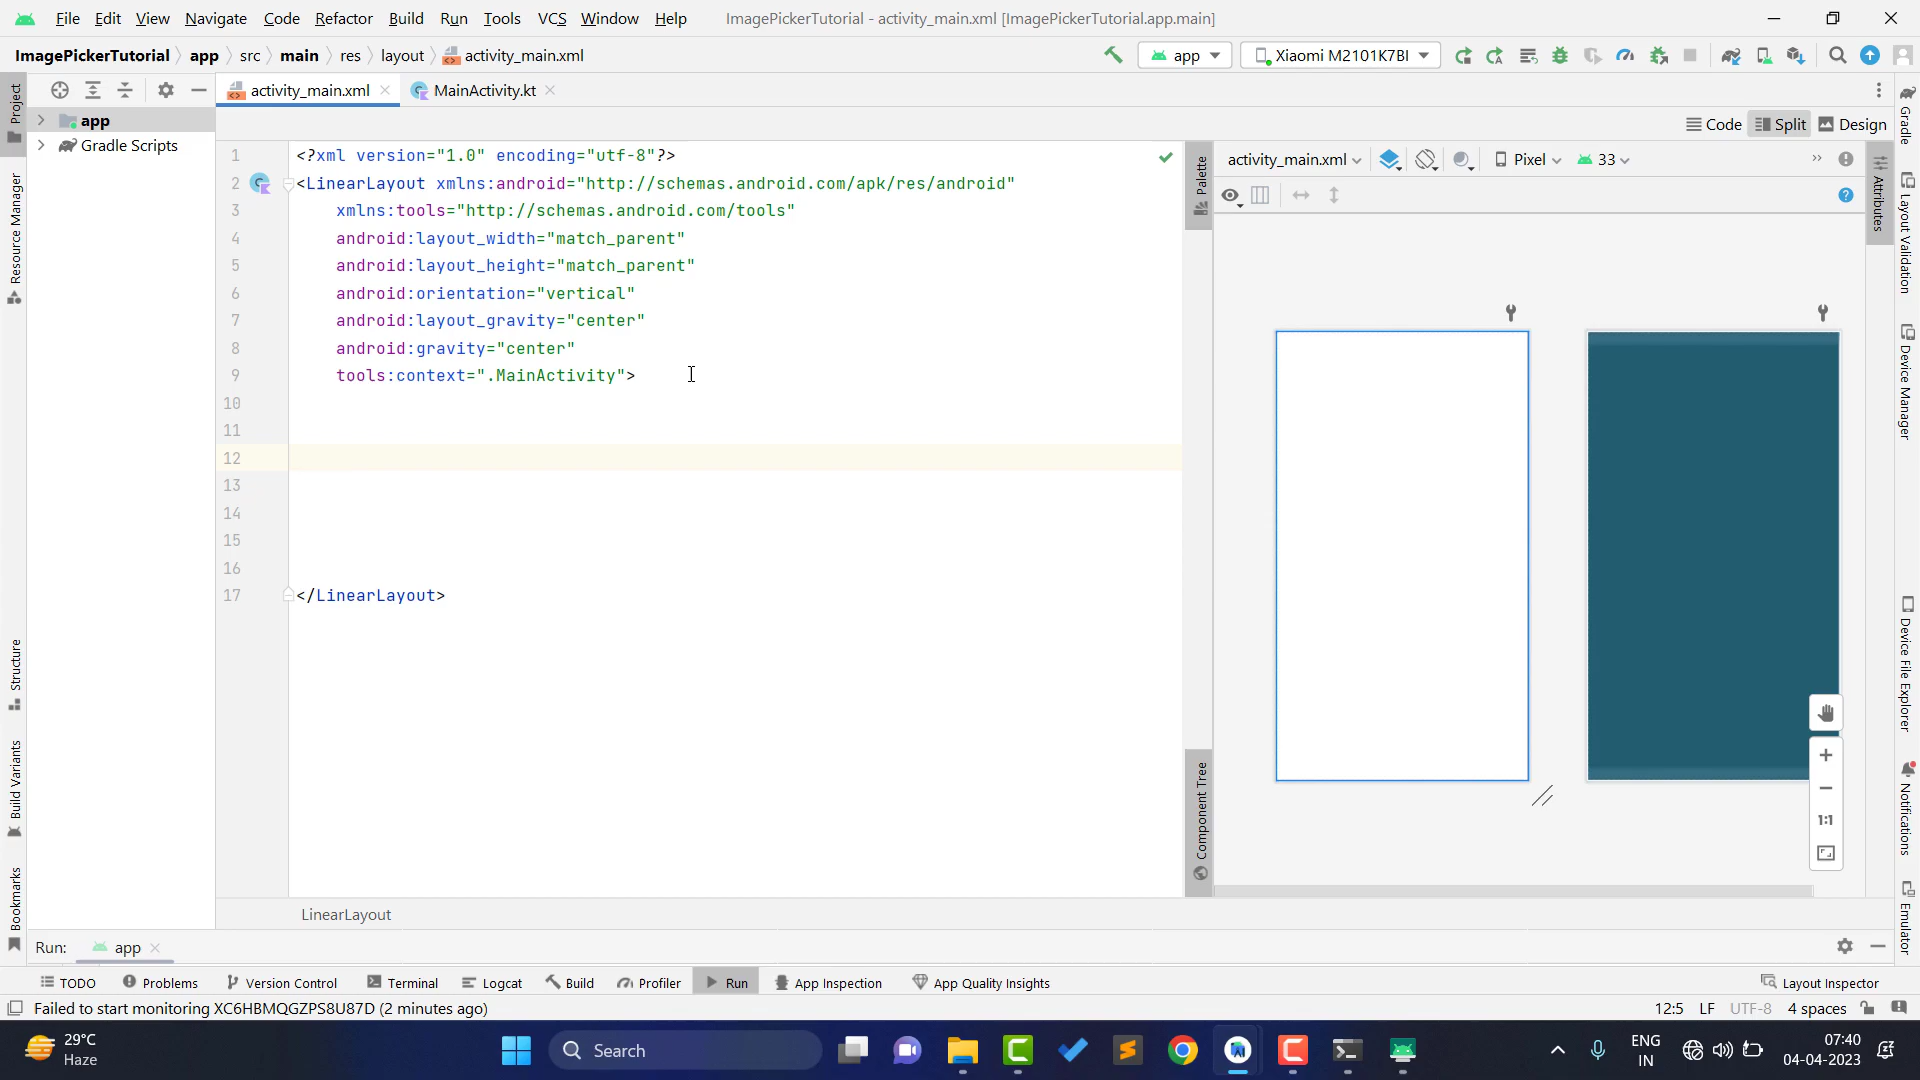 File Edit View Navigate Code Refactor Build Run Tools VCS Window Help ImagePickerTutorial - activity_main.xml [ImagePickerTutorial.app.main]
ImagePickerTutorial app src main res layout activity_main.xml app Xiaomi M2101K7BI
activity_main.xml MainActivity.kt
Code Split Design
Project
Resource Manager
Structure
Build Variants
Bookmarks
app
Gradle Scripts
1 <?xml version="1.0" encoding="utf-8"?>
2 <LinearLayout xmlns:android="http://schemas.android.com/apk/res/android"
3 xmlns:tools="http://schemas.android.com/tools"
4 android:layout_width="match_parent"
5 android:layout_height="match_parent"
6 android:orientation="vertical"
7 android:layout_gravity="center"
8 android:gravity="center"
9 tools:context=".MainActivity">
10
11
12
13
14
15
16
17 </LinearLayout>
LinearLayout
Palette
Component Tree
activity_main.xml Pixel 33
1:1
Attributes
Gradle
Layout Validation
Device Manager
Device File Explorer
Notifications
Emulator
Run: app
TODO Problems Version Control Terminal Logcat Build Profiler Run App Inspection App Quality Insights Layout Inspector
Failed to start monitoring XC6HBMQGZPS8U87D (2 minutes ago) 12:5 LF UTF-8 4 spaces
29°C
Haze
Search
ENG
IN
07:40
04-04-2023